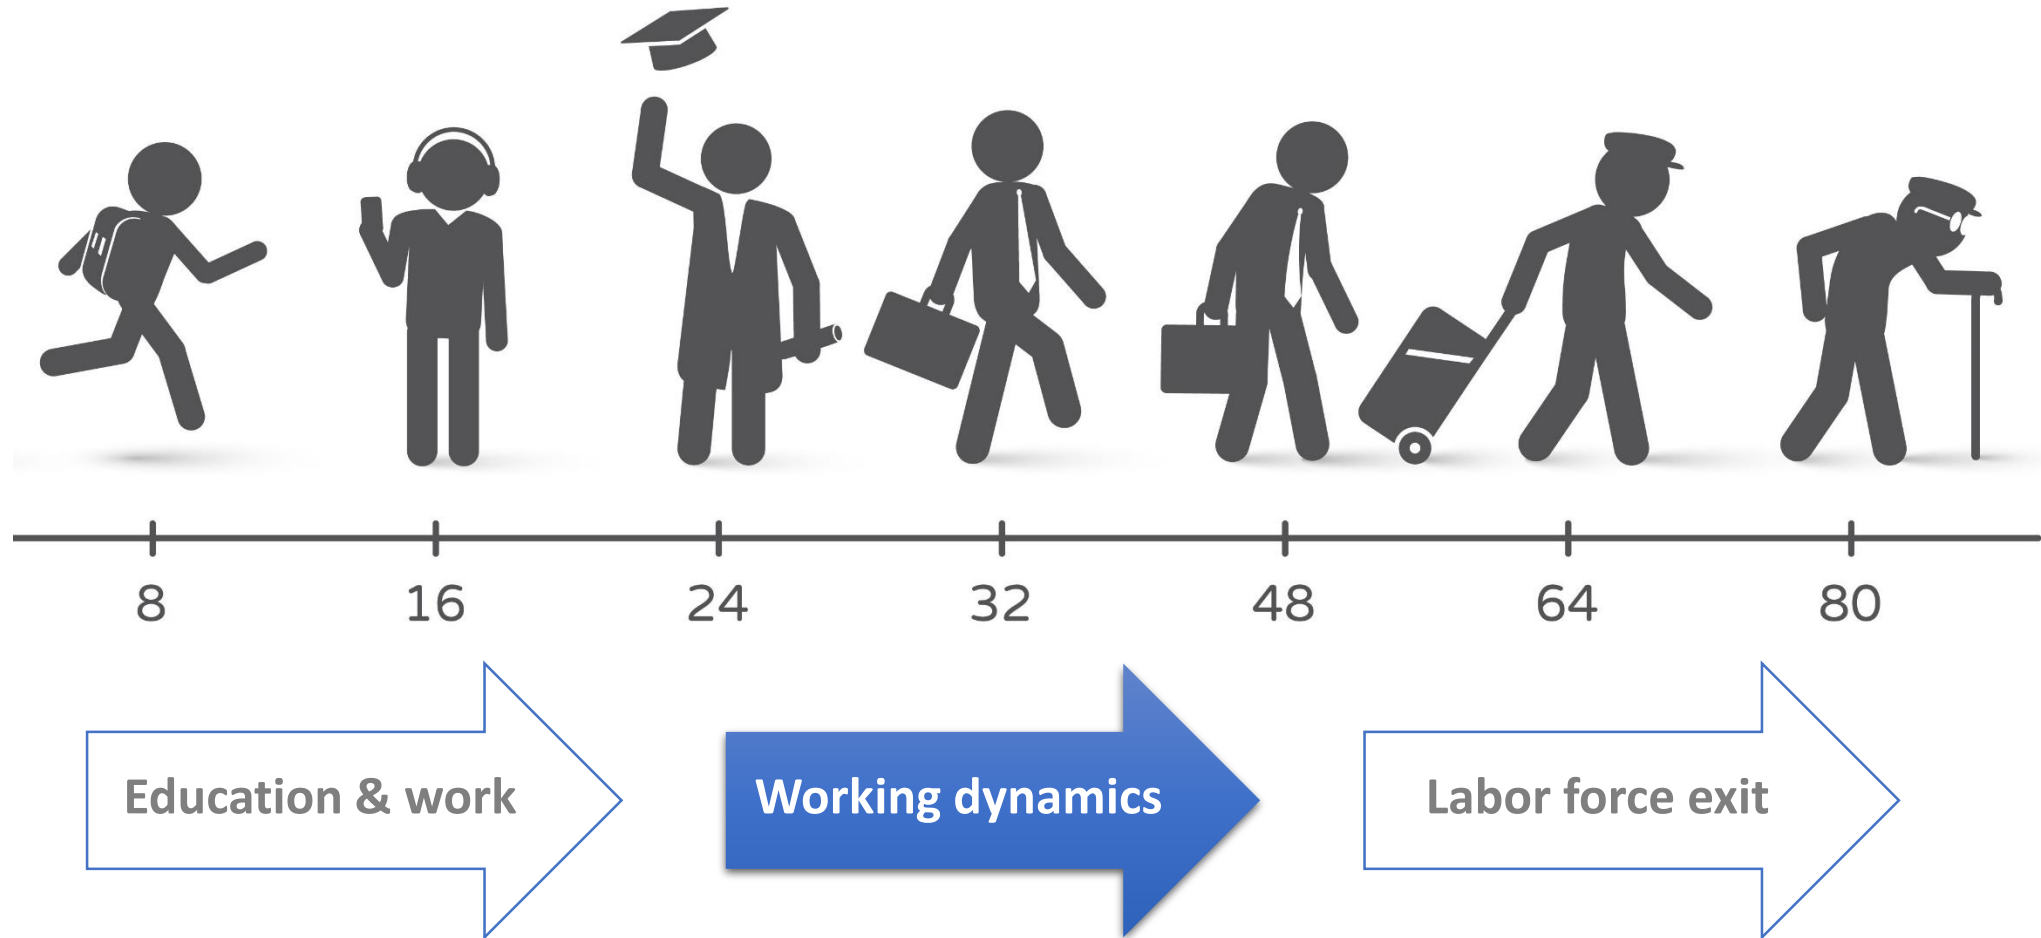 8 16 24 32 48 64 80
Education & work
Working dynamics
Labor force exit